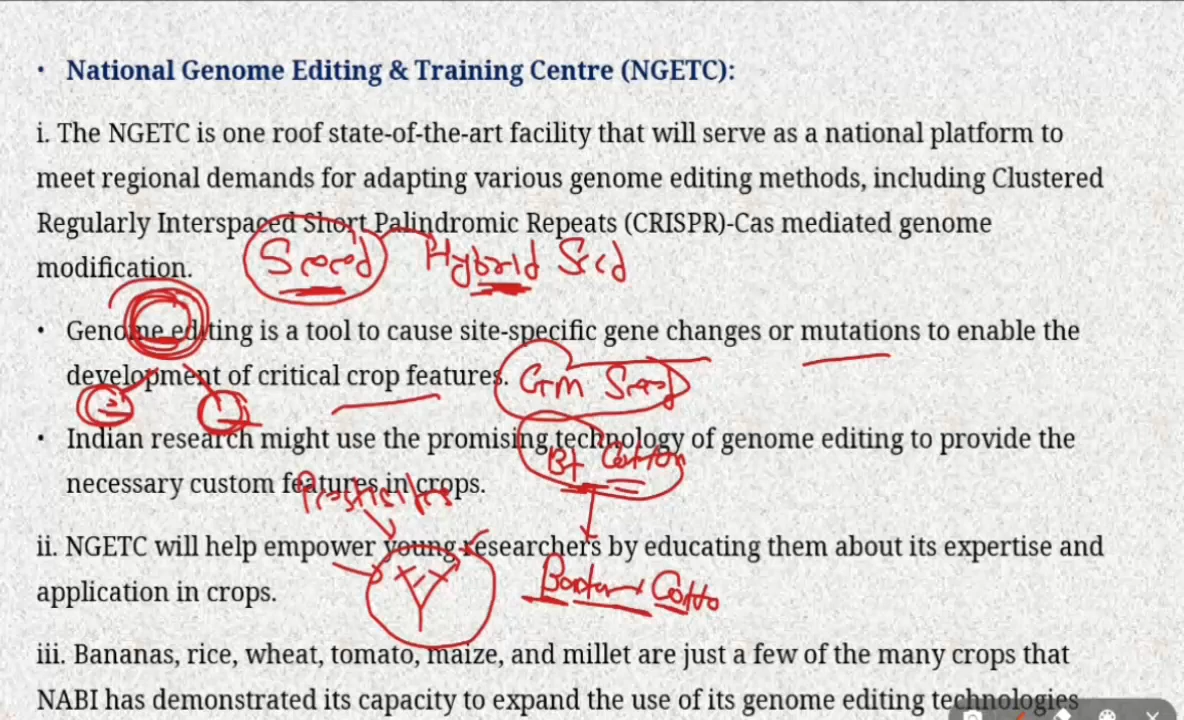 • National Genome Editing & Training Centre (NGETC):
i. The NGETC is one roof state-of-the-art facility that will serve as a national platform to
meet regional demands for adapting various genome editing methods, including Clustered
Regularly Interspaced Short Palindromic Repeats (CRISPR)-Cas mediated genome
Hybrid Seed
modification.
• Genome editing is a tool to cause site-specific gene changes or mutations to enable the
development of critical crop features.
GM Seed
• Indian research might use the promising technology of genome editing to provide the
Bt Cotton
necessary custom features in crops.
ii. NGETC will help empower young researchers by educating them about its expertise and
application in crops.
iii. Bananas, rice, wheat, tomato, maize, and millet are just a few of the many crops that
NABI has demonstrated its capacity to expand the use of its genome editing technologies